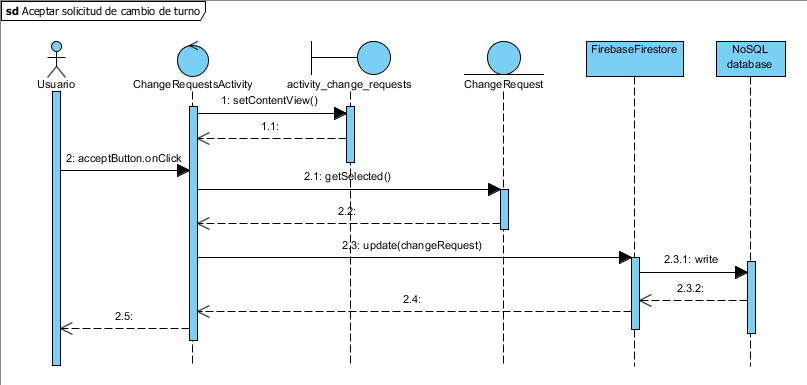 sd Aceptar solicitud de cambio de turno
Usuario
ChangeRequestsActivity
activity_change_requests
ChangeRequest
FirebaseFirestore
NoSQL
database
1: setContentView()
1.1:
2: acceptButton.onClick
2.1: getSelected()
2.2:
2.3: update(changeRequest)
2.3.1: write
2.3.2:
2.4:
2.5: